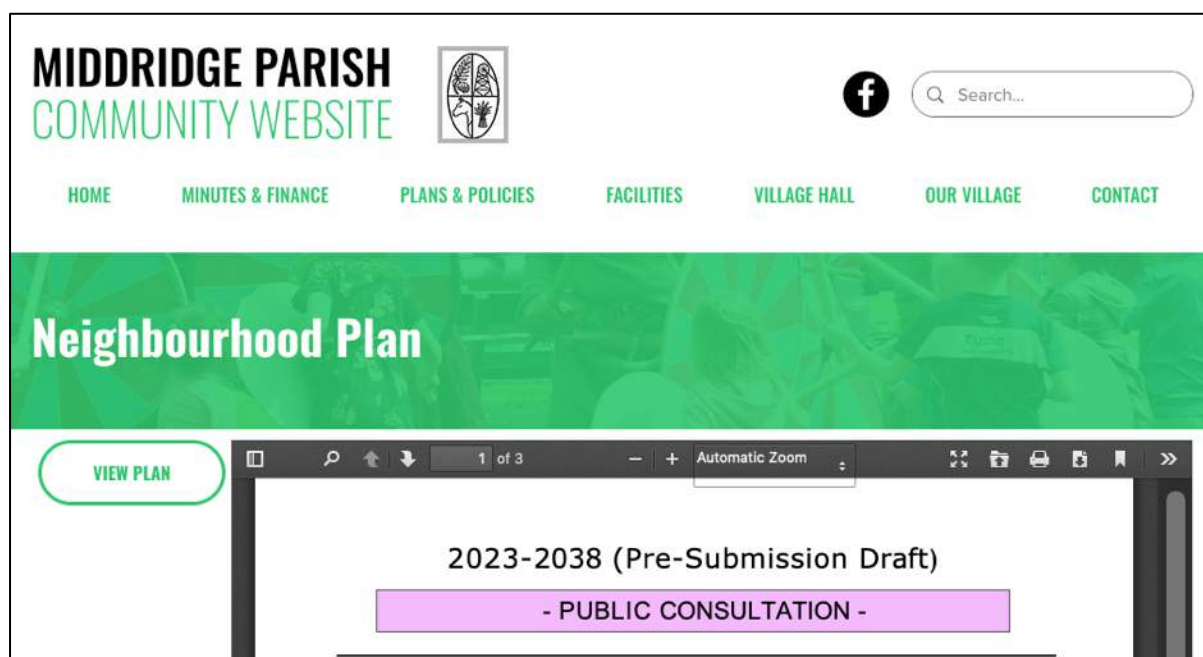 MIDDRIDGE PARISH
COMMUNITY WEBSITE
f
Search...
HOME MINUTES & FINANCE PLANS & POLICIES FACILITIES VILLAGE HALL OUR VILLAGE CONTACT
Neighbourhood Plan
VIEW PLAN
1 of 3
Automatic Zoom
2023-2038 (Pre-Submission Draft)
- PUBLIC CONSULTATION -